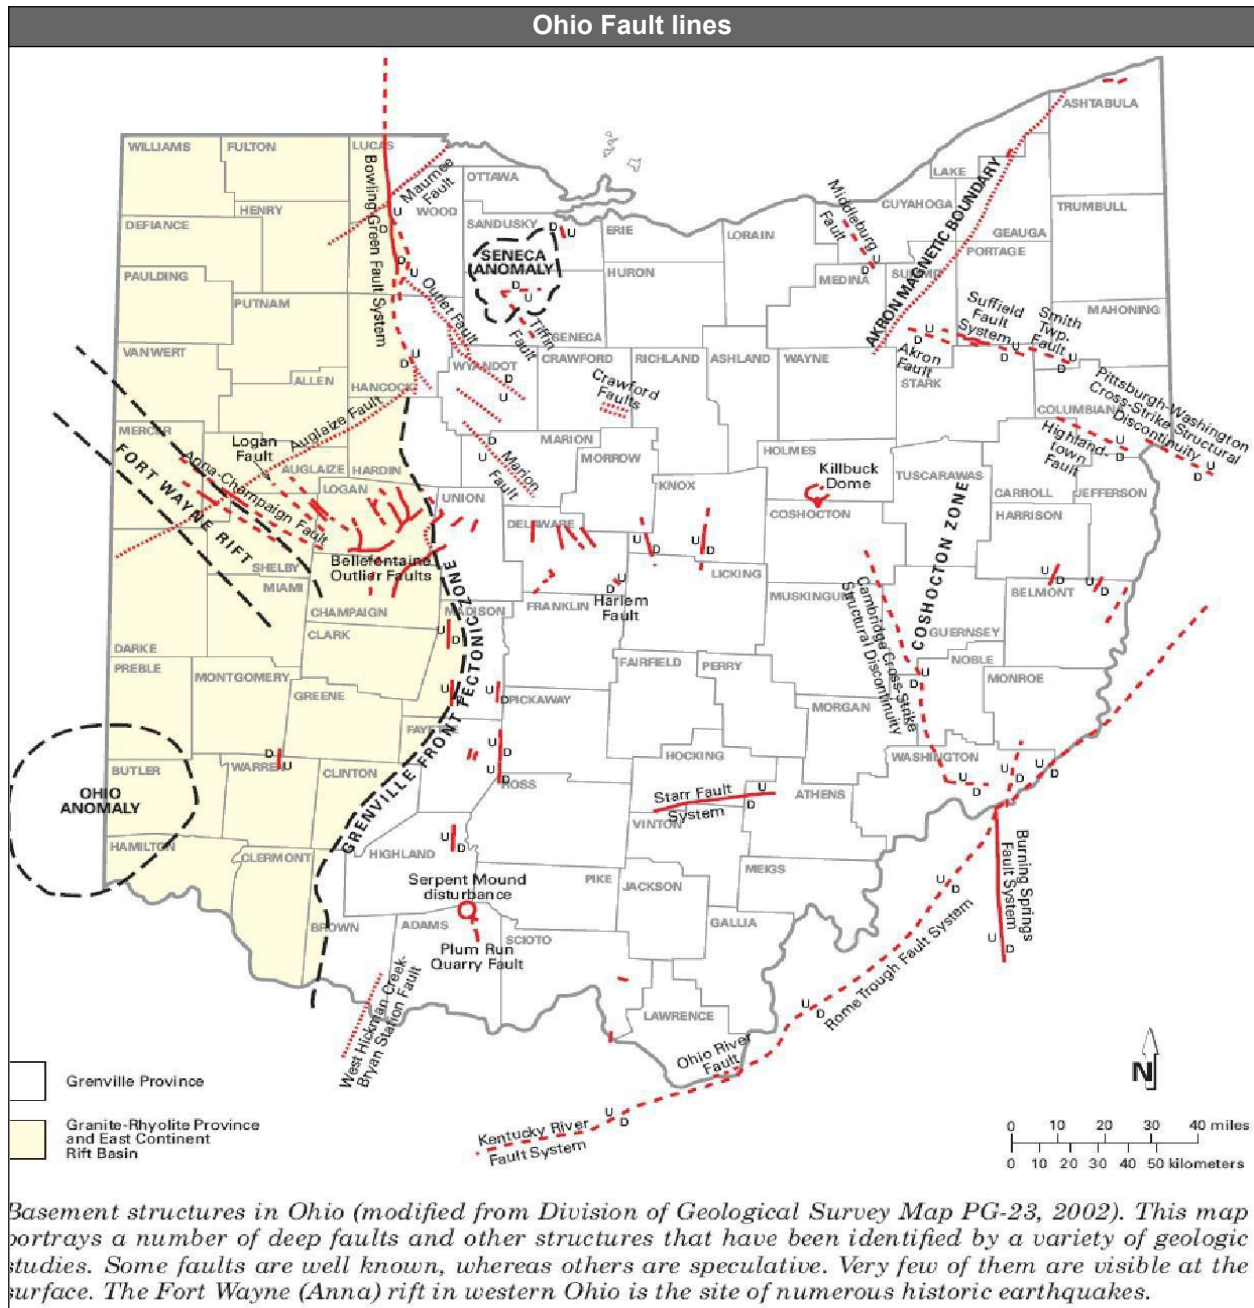 Ohio Fault lines
WILLIAMS
FULTON
LUCAS
OTTAWA
WOOD
SANDUSKY
ERIE
LORAIN
CUYAHOGA
LAKE
ASHTABULA
TRUMBULL
GEAUGA
PORTAGE
MAHONING
DEFIANCE
HENRY
PAULDING
PUTNAM
SENECA
HURON
MEDINA
VANWERT
ALLEN
HANCOCK
WYANDOT
CRAWFORD
RICHLAND
ASHLAND
WAYNE
STARK
COLUMBIANA
MERCER
AUGLAIZE
HARDIN
MARION
MORROW
HOLMES
TUSCARAWAS
CARROLL
JEFFERSON
LOGAN
UNION
DELAWARE
KNOX
COSHOCTON
HARRISON
SHELBY
MIAMI
CHAMPAIGN
MADISON
FRANKLIN
LICKING
MUSKINGUM
GUERNSEY
BELMONT
DARKE
CLARK
PREBLE
MONTGOMERY
GREENE
PICKAWAY
FAIRFIELD
PERRY
MORGAN
NOBLE
MONROE
BUTLER
WARREN
CLINTON
ROSS
HOCKING
ATHENS
WASHINGTON
HAMILTON
CLERMONT
HIGHLAND
PIKE
VINTON
JACKSON
MEIGS
BROWN
ADAMS
SCIOTO
GALLIA
LAWRENCE
Bowling Green Fault System
Maumee
Fault
SENECA
ANOMALY
Outlet Fault
Tiffin
Fault
Middleburg
Fault
AKRON MAGNETIC BOUNDARY
Suffield
Fault
System
Smith
Twp.
Fault
Akron
Fault
Pittsburgh-Washington
Cross-Strike Structural
Discontinuity
Highland-
town
Fault
Crawford
Faults
Logan
Fault
Auglaize Fault
Anna-Champaign Fault
FORT WAYNE RIFT
Marion
Fault
Killbuck
Dome
Bellefontaine
Outlier Faults
Harlem
Fault
COSHOCTON ZONE
Cambridge Cross-Strike
Structural Discontinuity
GRENVILLE FRONT PECTONICZONE
OHIO
ANOMALY
Starr Fault
System
Serpent Mound
disturbance
Plum Run
Quarry Fault
West Hickman Creek-
Bryan Station Fault
Burning Springs
Fault System
Rome Trough Fault System
Ohio River
Fault
Kentucky River
Fault System
Grenville Province
Granite-Rhyolite Province
and East Continent
Rift Basin
N
0 10 20 30 40 miles
0 10 20 30 40 50 kilometers
Basement structures in Ohio (modified from Division of Geological Survey Map PG-23, 2002). This map
portrays a number of deep faults and other structures that have been identified by a variety of geologic
studies. Some faults are well known, whereas others are speculative. Very few of them are visible at the
surface. The Fort Wayne (Anna) rift in western Ohio is the site of numerous historic earthquakes.